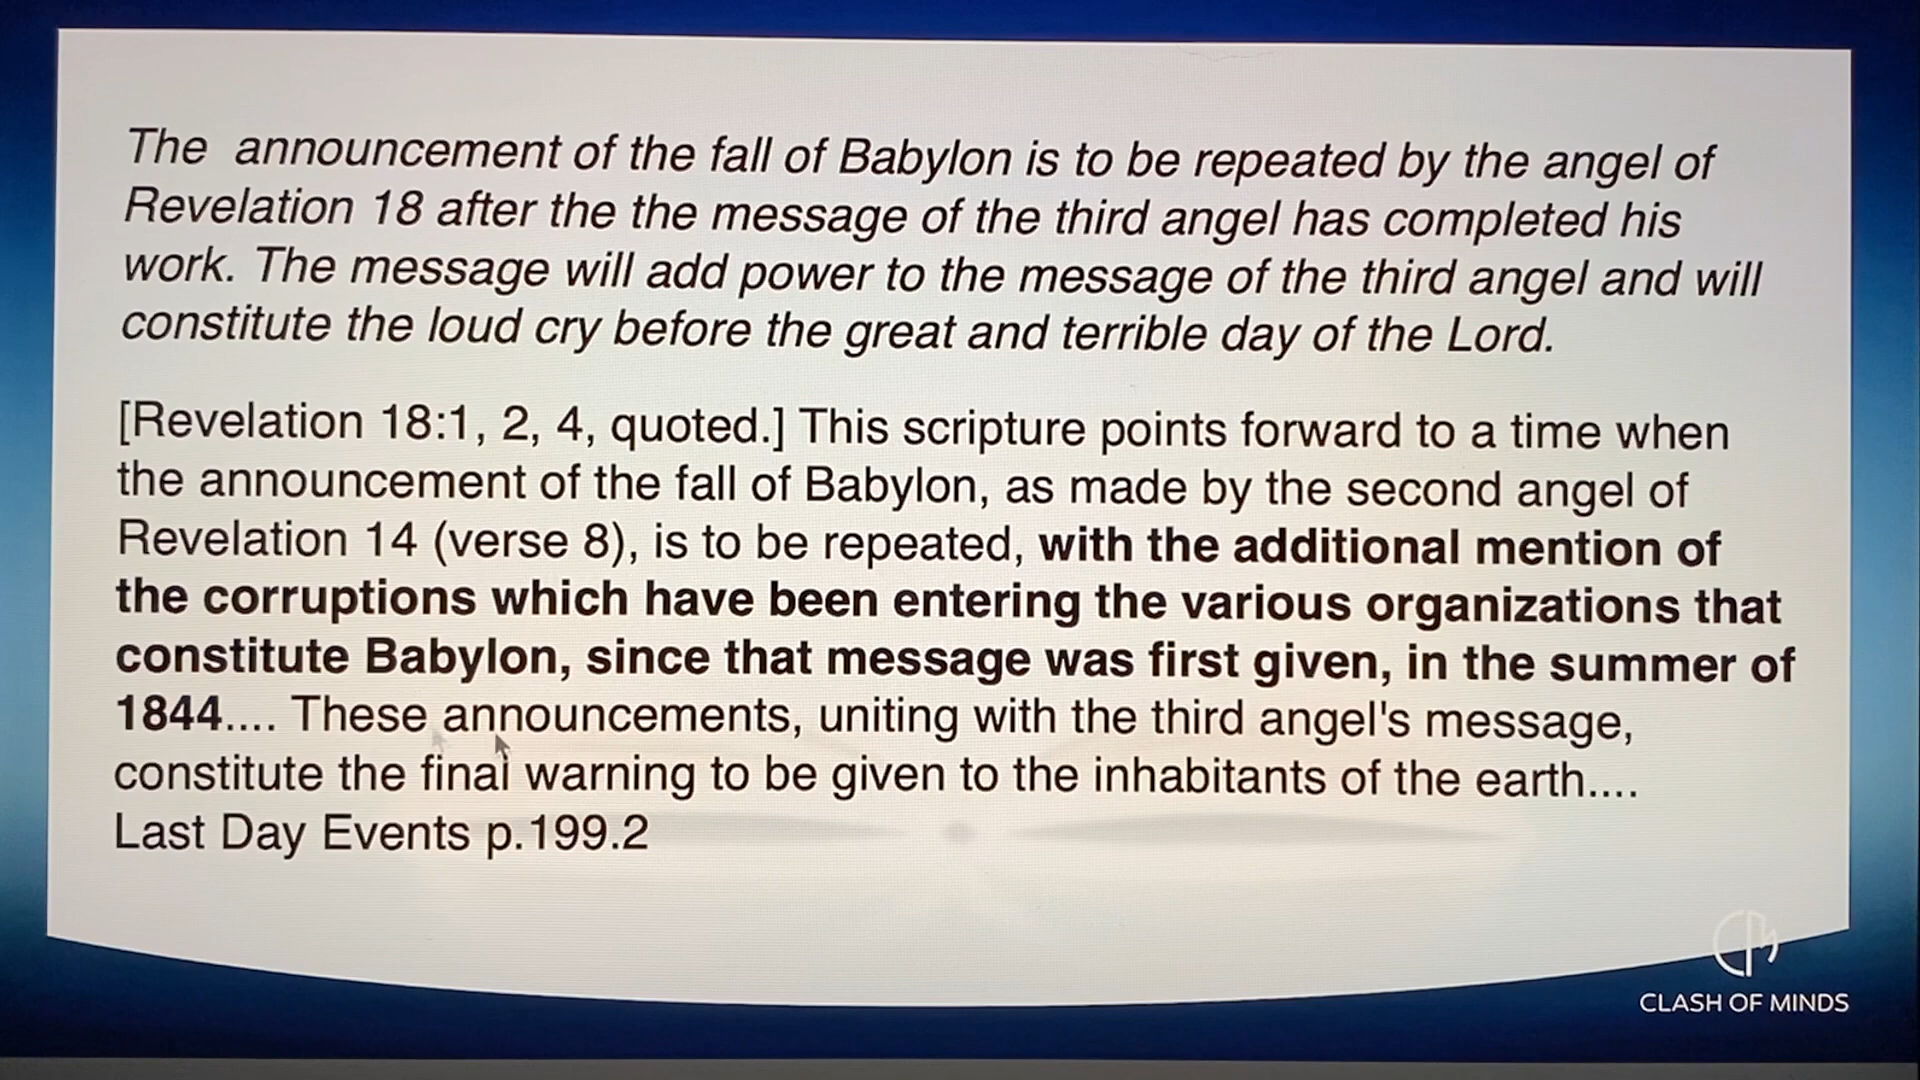 The announcement of the fall of Babylon is to be repeated by the angel of
Revelation 18 after the the message of the third angel has completed his
work. The message will add power to the message of the third angel and will
constitute the loud cry before the great and terrible day of the Lord.
[Revelation 18:1, 2, 4, quoted.] This scripture points forward to a time when
the announcement of the fall of Babylon, as made by the second angel of
Revelation 14 (verse 8), is to be repeated, with the additional mention of
the corruptions which have been entering the various organizations that
constitute Babylon, since that message was first given, in the summer of
1844.... These announcements, uniting with the third angel's message,
constitute the final warning to be given to the inhabitants of the earth....
Last Day Events p.199.2
CLASH OF MINDS